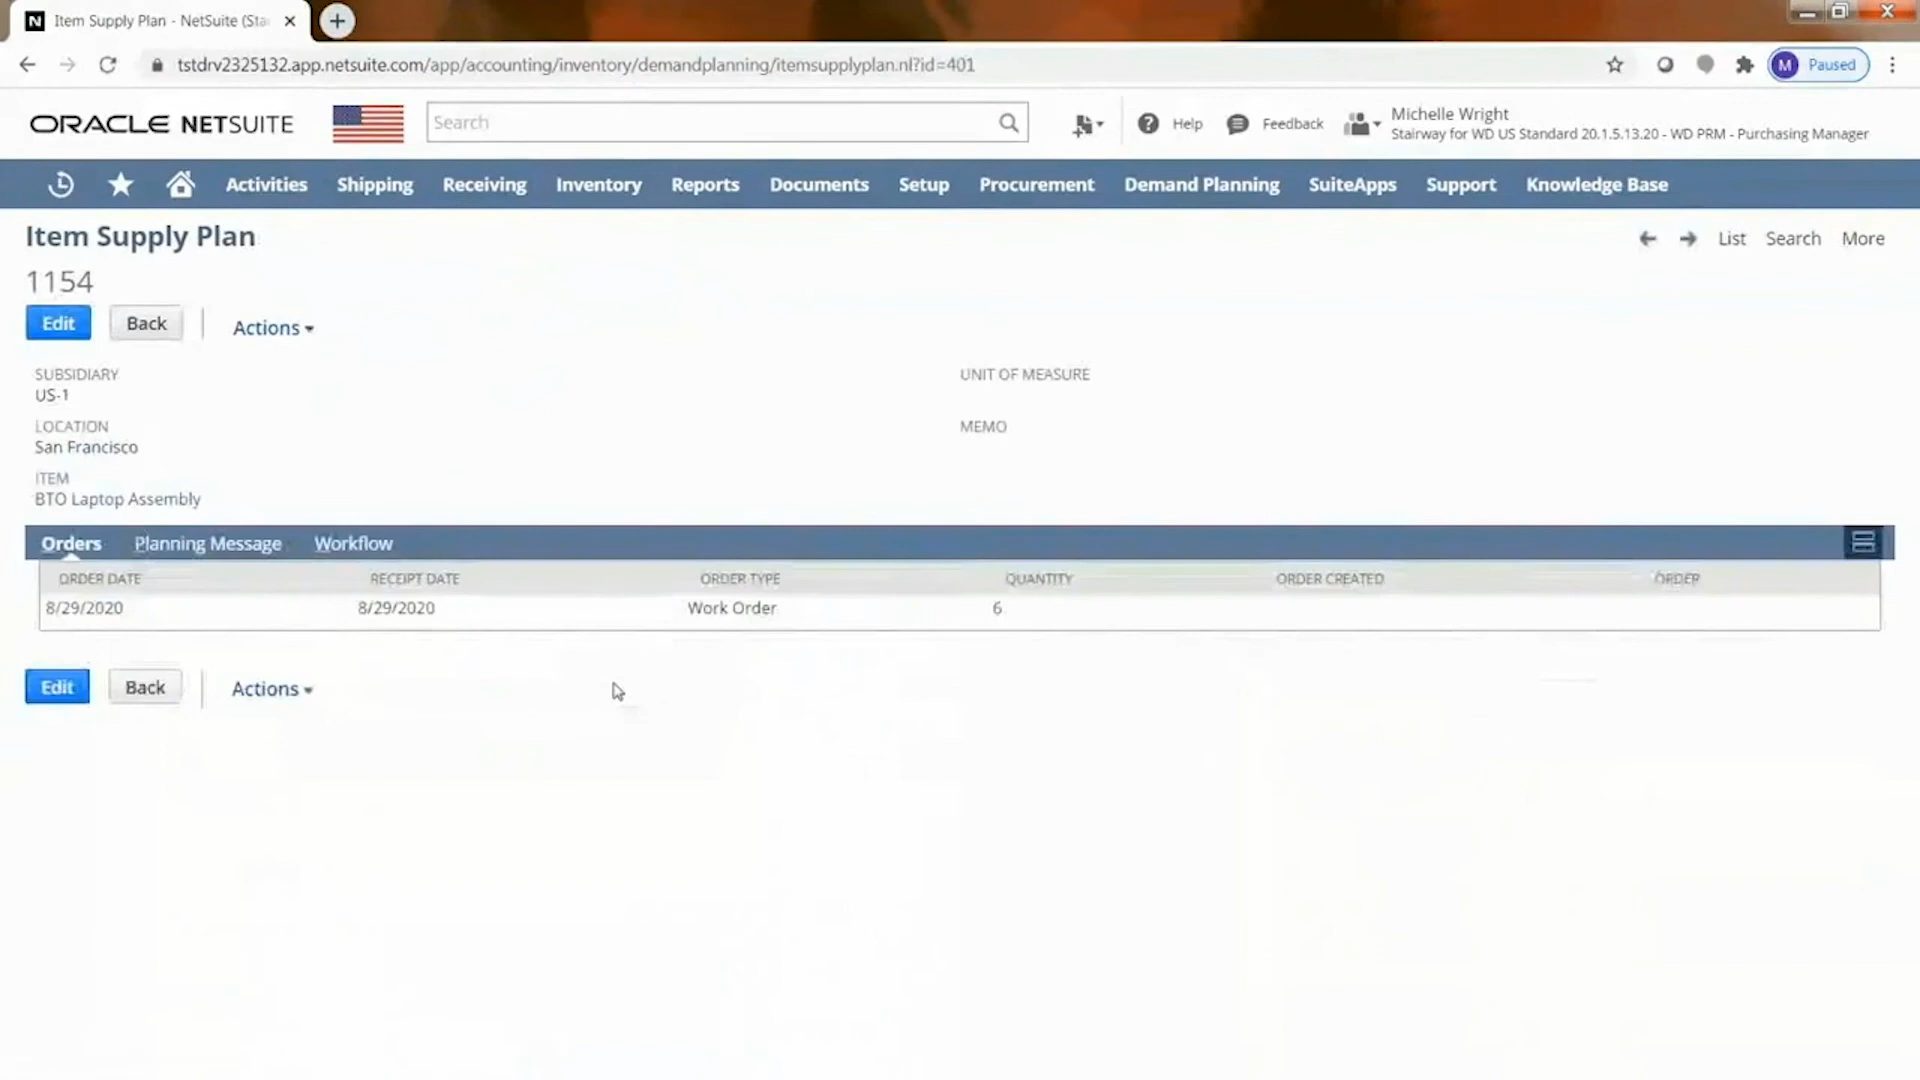 N Item Supply Plan - NetSuite (Sta
tstdrv2325132.app.netsuite.com/app/accounting/inventory/demandplanning/itemsupplyplan.nl?id=401
M Paused
ORACLE NETSUITE
Search
Help
Feedback
Michelle Wright
Stairway for WD US Standard 20.1.5.13.20 - WD PRM - Purchasing Manager
Activities Shipping Receiving Inventory Reports Documents Setup Procurement Demand Planning SuiteApps Support Knowledge Base
Item Supply Plan
List Search More
1154
Edit Back Actions
SUBSIDIARY
US-1
UNIT OF MEASURE
LOCATION
San Francisco
MEMO
ITEM
BTO Laptop Assembly
Orders Planning Message Workflow
ORDER DATE RECEIPT DATE ORDER TYPE QUANTITY ORDER CREATED ORDER
8/29/2020 8/29/2020 Work Order 6
Edit Back Actions